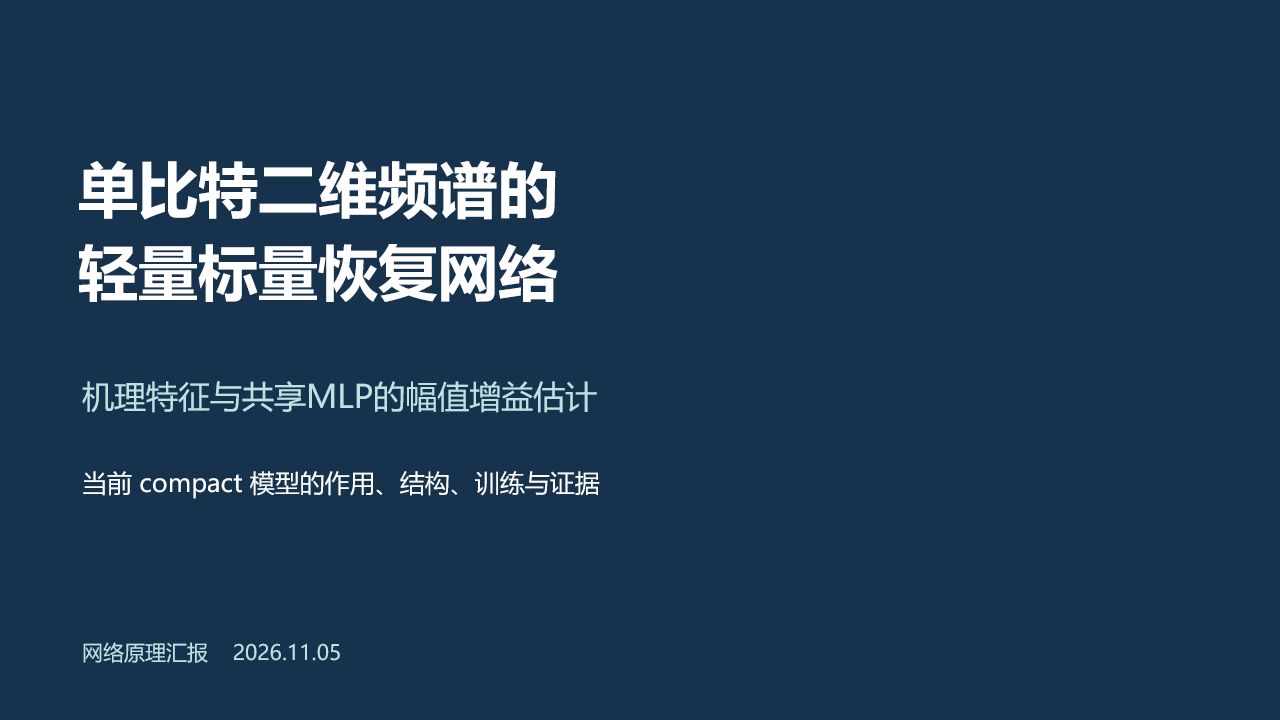 单比特二维频谱的
轻量标量恢复网络
机理特征与共享MLP的幅值增益估计
当前 compact 模型的作用、结构、训练与证据
网络原理汇报 2026.11.05